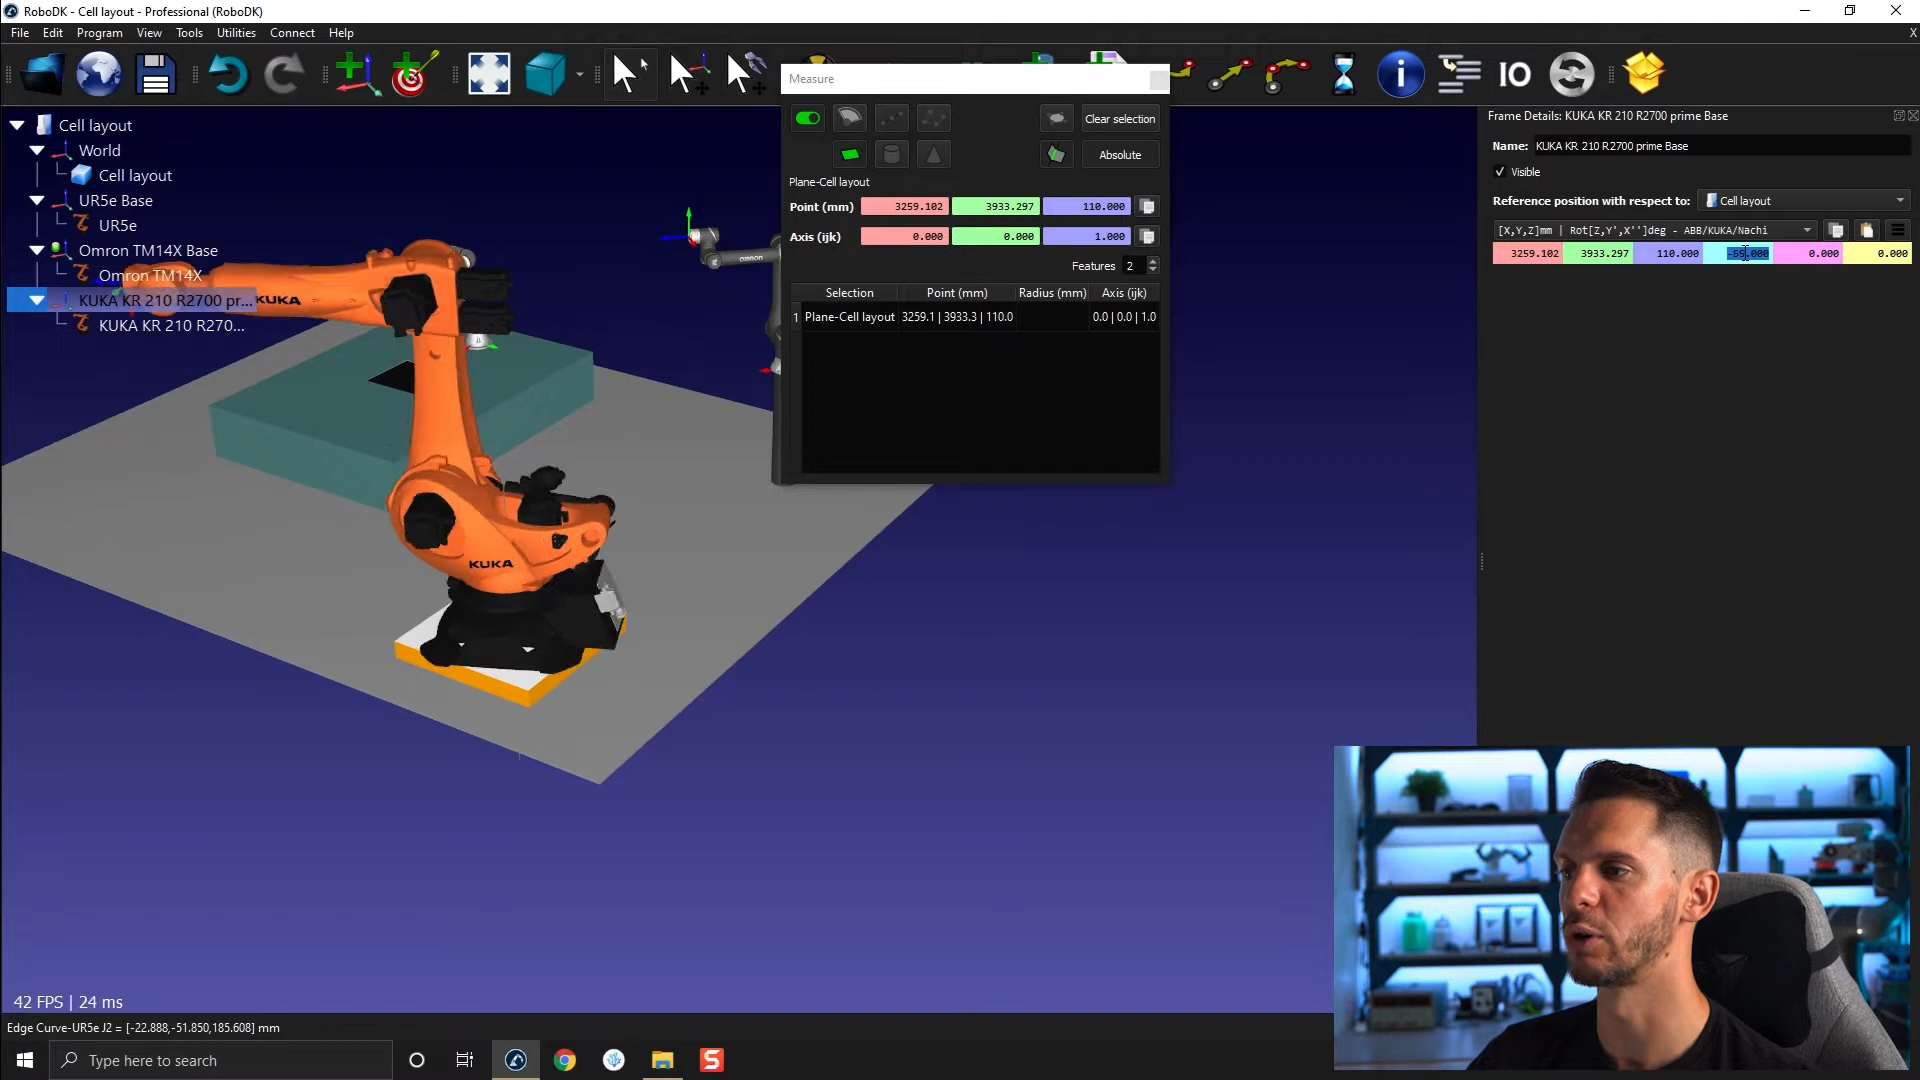 RoboDK - Cell layout - Professional (RoboDK)
File Edit Program View Tools Utilities Connect Help X
IO
Measure
Clear selection
Absolute
Plane-Cell layout
Point (mm) 3259.102 3933.297 110.000
Axis (ijk) 0.000 0.000 1.000
Features 2
Selection Point (mm) Radius (mm) Axis (ijk)
1 Plane-Cell layout 3259.1 | 3933.3 | 110.0 0.0 | 0.0 | 1.0
Cell layout
World
Cell layout
UR5e Base
UR5e
Omron TM14X Base
Omron TM14X
KUKA KR 210 R2700 pr...
KUKA KR 210 R270...
KUKA
OMRON
KUKA
Frame Details: KUKA KR 210 R2700 prime Base
Name: KUKA KR 210 R2700 prime Base
Visible
Reference position with respect to: Cell layout
[X,Y,Z]mm | Rot[Z,Y',X'']deg - ABB/KUKA/Nachi
3259.102 3933.297 110.000 0.000 0.000
42 FPS | 24 ms
Edge Curve-UR5e J2 = [-22.888,-51.850,185.608] mm
Type here to search
S